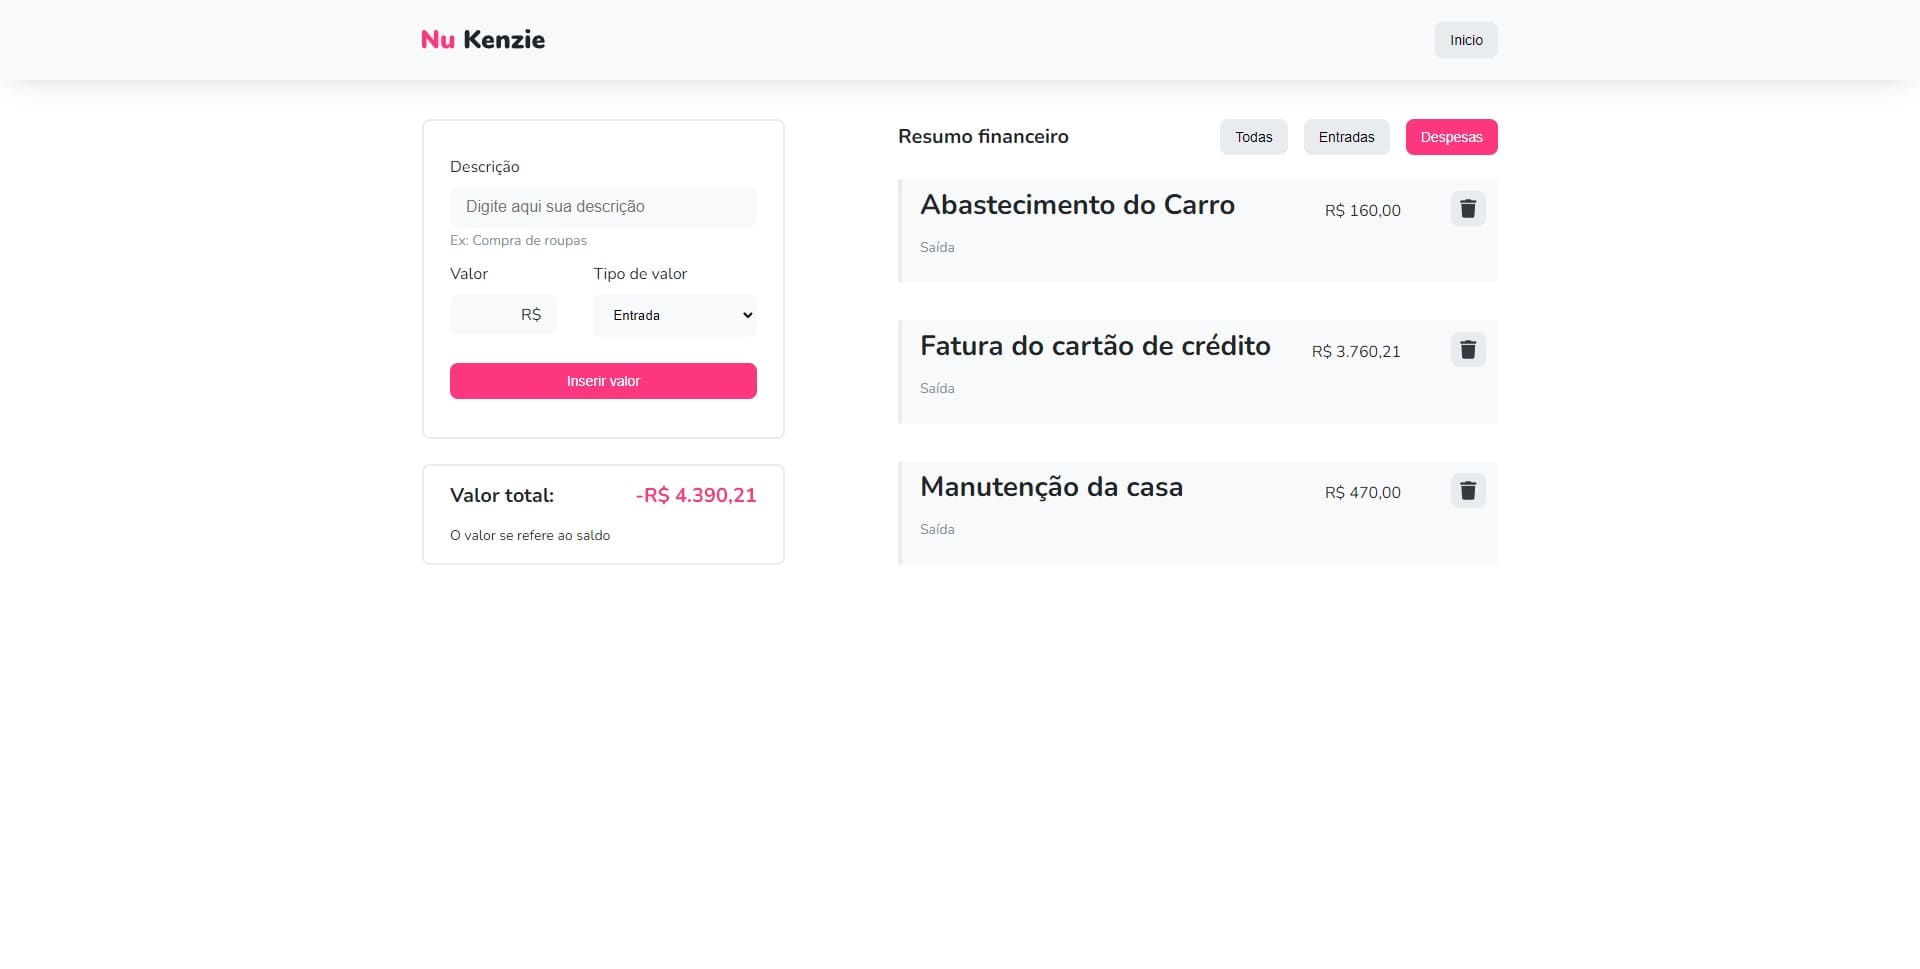 Nu Kenzie
Inicio
Descrição
Digite aqui sua descrição
Ex: Compra de roupas
Valor
Tipo de valor
R$
Entrada
Inserir valor
Valor total:
-R$ 4.390,21
O valor se refere ao saldo
Resumo financeiro
Todas
Entradas
Despesas
Abastecimento do Carro
R$ 160,00
Saída
Fatura do cartão de crédito
R$ 3.760,21
Saída
Manutenção da casa
R$ 470,00
Saída